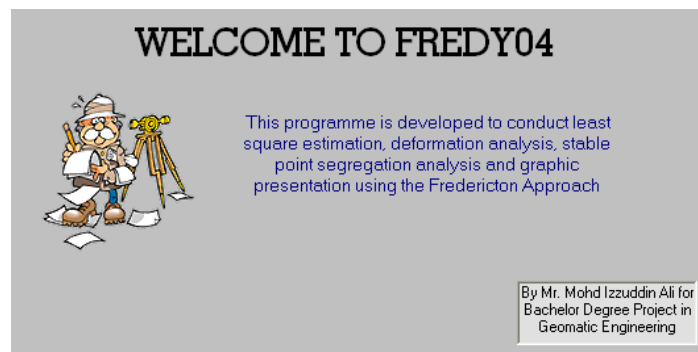 WELCOME TO FREDY04
This programme is developed to conduct least
square estimation, deformation analysis, stable
point segregation analysis and graphic
presentation using the Fredericton Approach
By Mr. Mohd Izzuddin Ali for
Bachelor Degree Project in
Geomatic Engineering